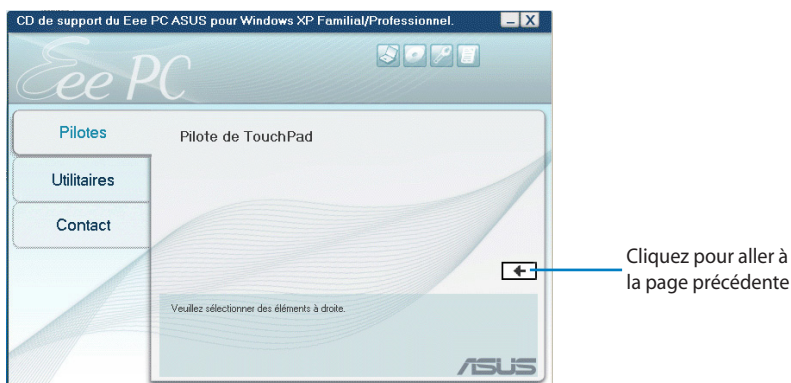 CD de support du Eee PC ASUS pour Windows XP Familial/Professionnel.
Eee PC
Pilotes
Pilote de TouchPad
Utilitaires
Contact
Cliquez pour aller à
la page précédente
Veuillez sélectionner des éléments à droite.
ASUS